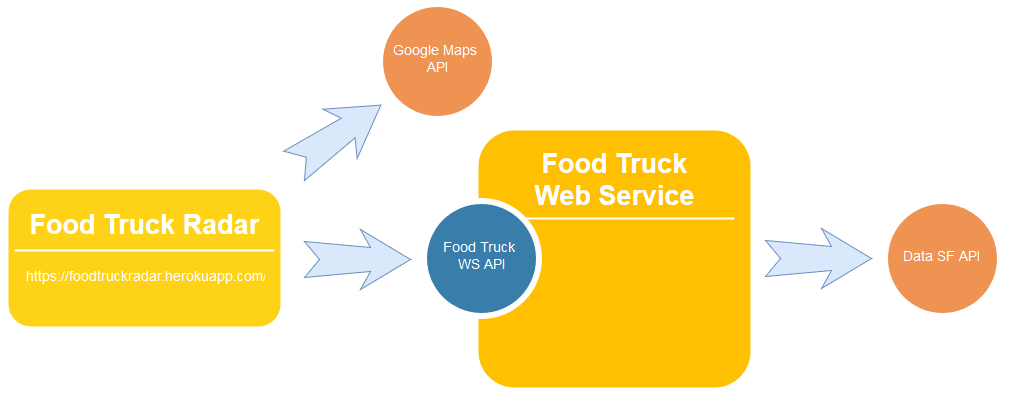 Google Maps
API
Food Truck
Web Service
Food Truck Radar
https://foodtruckradar.herokuapp.com/
Food Truck
WS API
Data SF API